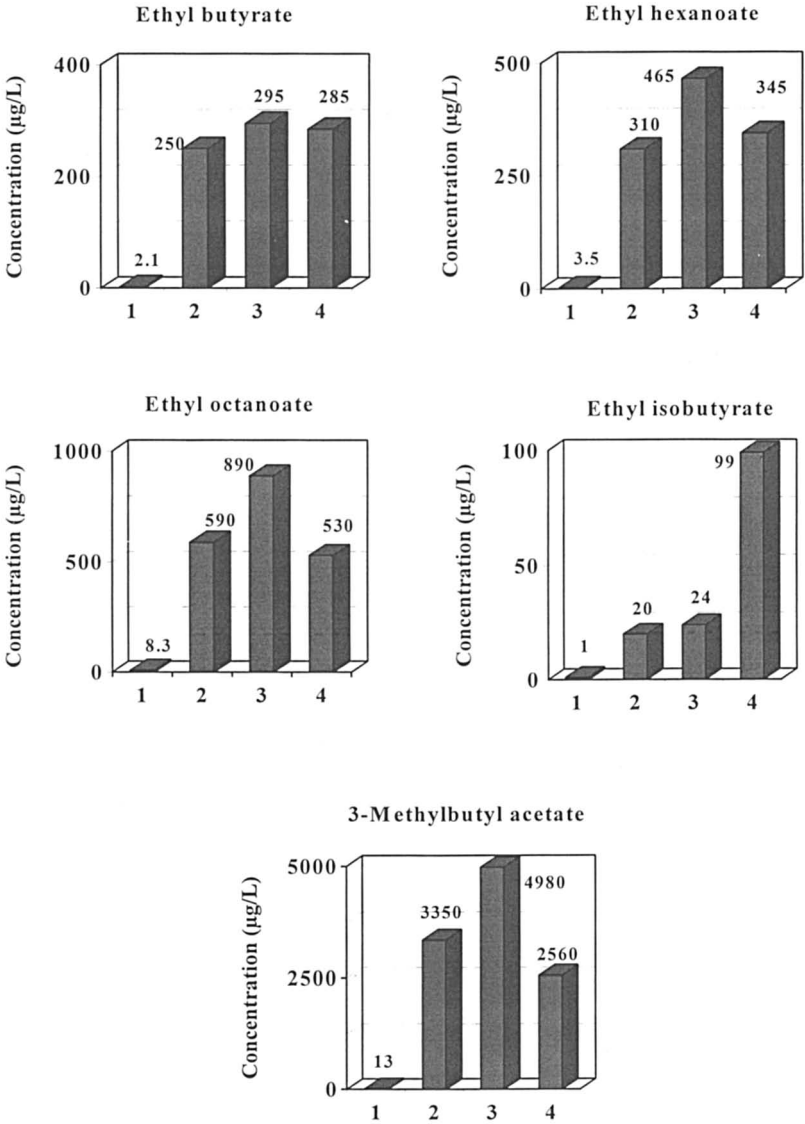 Ethyl butyrate
Concentration (µg/L)
400
200
0
2.1
250
295
285
1 2 3 4
Ethyl hexanoate
Concentration (µg/L)
500
250
0
3.5
310
465
345
1 2 3 4
Ethyl octanoate
Concentration (µg/L)
1000
500
0
8.3
590
890
530
1 2 3 4
Ethyl isobutyrate
Concentration (µg/L)
100
50
0
1
20
24
99
1 2 3 4
3-Methylbutyl acetate
Concentration (µg/L)
5000
2500
0
13
3350
4980
2560
1 2 3 4